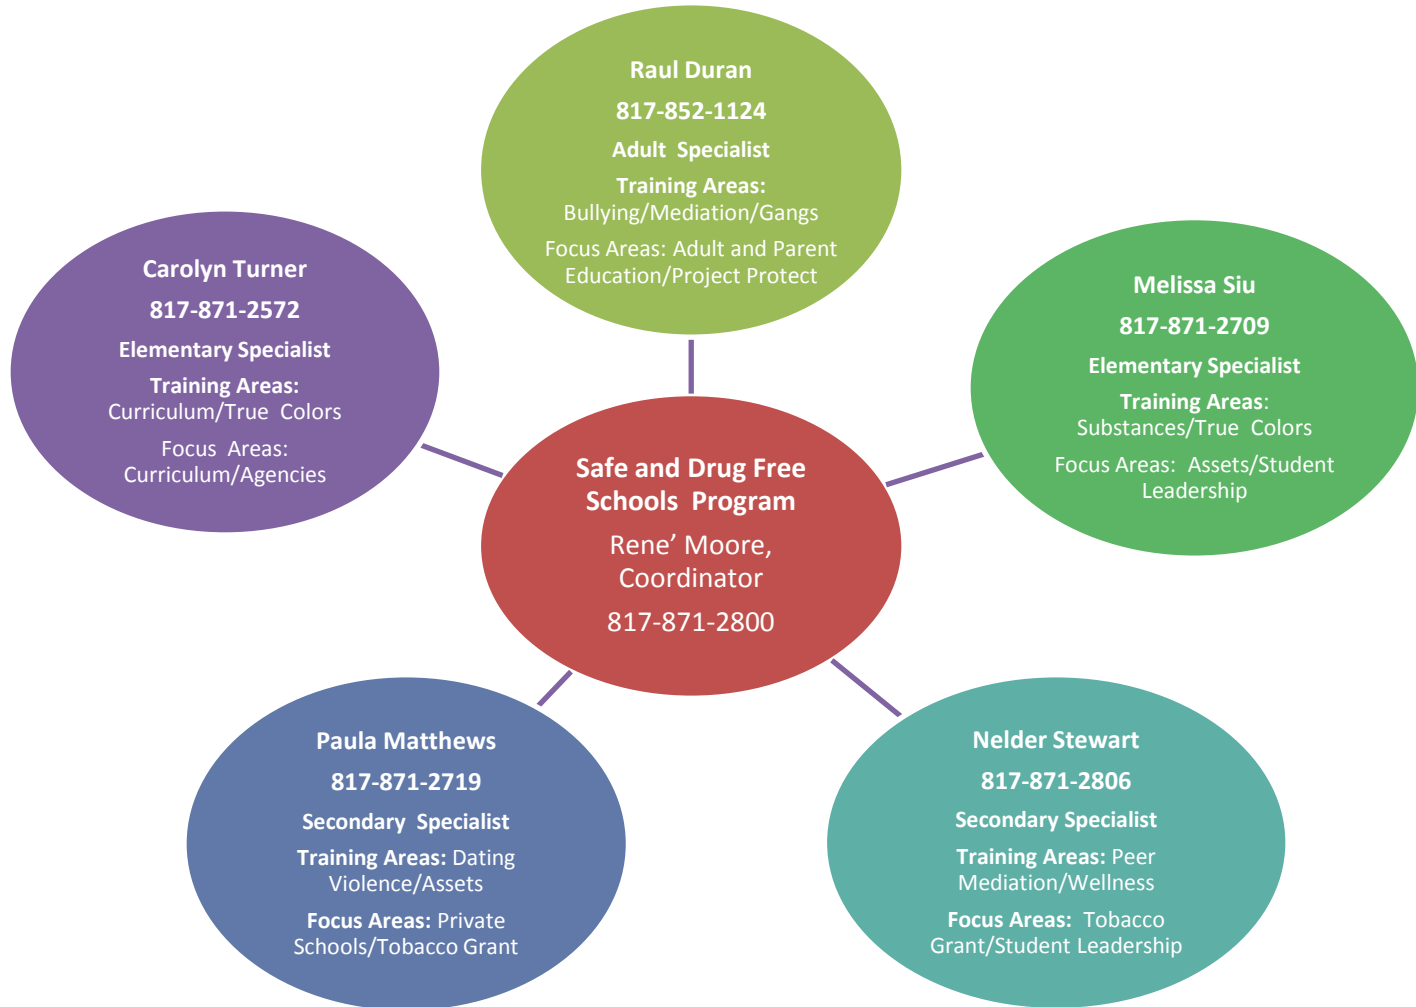 Raul Duran
817-852-1124
Adult Specialist
Training Areas:
Bullying/Mediation/Gangs
Focus Areas: Adult and Parent
Education/Project Protect
Carolyn Turner
817-871-2572
Elementary Specialist
Training Areas:
Curriculum/True Colors
Focus Areas:
Curriculum/Agencies
Melissa Siu
817-871-2709
Elementary Specialist
Training Areas:
Substances/True Colors
Focus Areas: Assets/Student
Leadership
Safe and Drug Free
Schools Program
Rene’ Moore,
Coordinator
817-871-2800
Paula Matthews
817-871-2719
Secondary Specialist
Training Areas: Dating
Violence/Assets
Focus Areas: Private
Schools/Tobacco Grant
Nelder Stewart
817-871-2806
Secondary Specialist
Training Areas: Peer
Mediation/Wellness
Focus Areas: Tobacco
Grant/Student Leadership